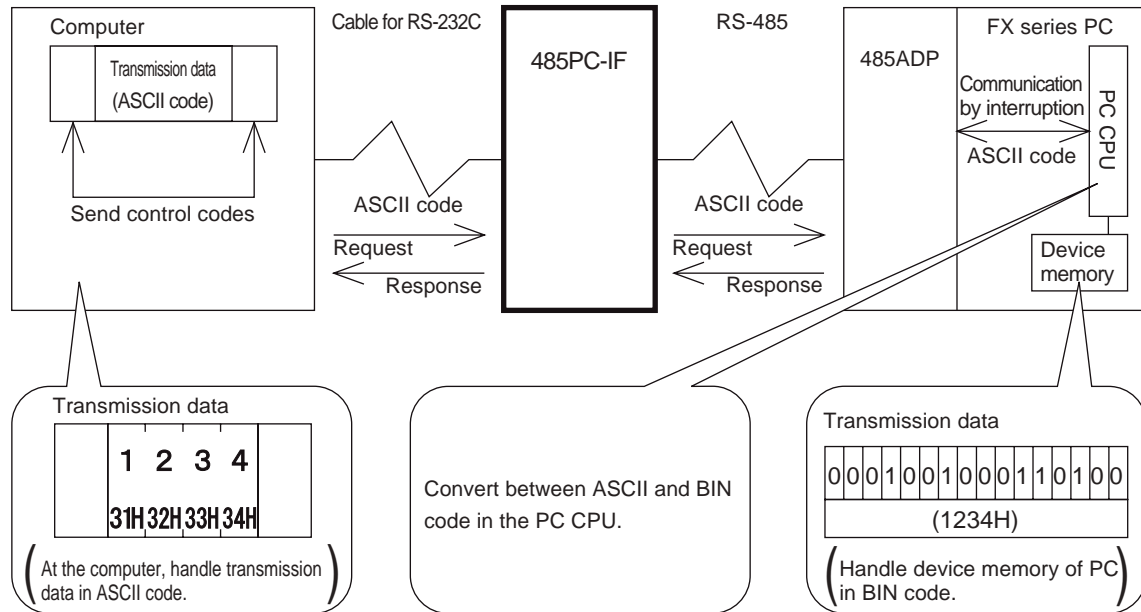 Computer
Transmission data
(ASCII code)
Send control codes
Cable for RS-232C
ASCII code
Request
Response
485PC-IF
RS-485
ASCII code
Request
Response
485ADP
FX series PC
Communication
by interruption
ASCII code
PC CPU
Device
memory
Transmission data
1 2 3 4
31H 32H 33H 34H
(At the computer, handle transmission
data in ASCII code.)
Convert between ASCII and BIN
code in the PC CPU.
Transmission data
0 0 0 1 0 0 1 0 0 0 1 1 0 1 0 0
(1234H)
(Handle device memory of PC
in BIN code.)